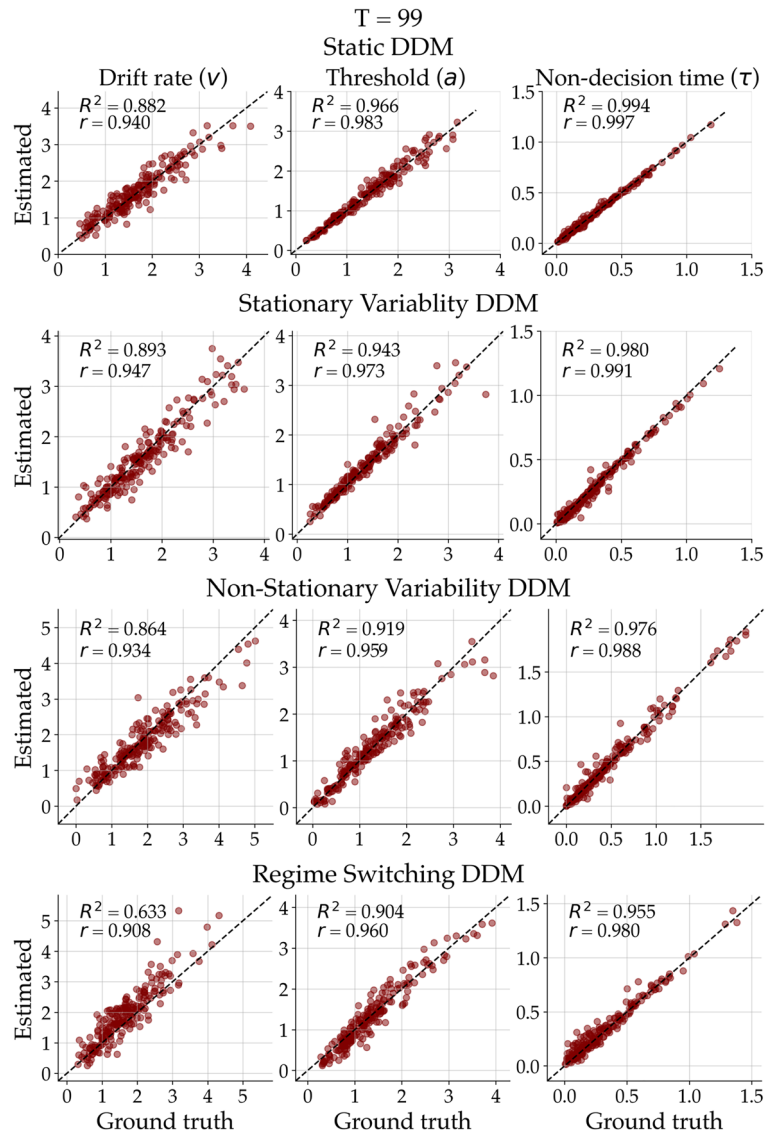 T = 99
Static DDM
Drift rate (v) Threshold (a) Non-decision time (τ)
R² = 0.882 R² = 0.966 R² = 0.994
r = 0.940 r = 0.983 r = 0.997
4 4 1.5
3 3 1.0
2 2 0.5
1 1 0.0
0 0
Estimated
0 1 2 3 4 0 1 2 3 4 0.0 0.5 1.0 1.5
Stationary Variablity DDM
R² = 0.893 R² = 0.943 R² = 0.980
r = 0.947 r = 0.973 r = 0.991
4 4 1.5
3 3 1.0
2 2 0.5
1 1 0.0
0 0
Estimated
0 1 2 3 4 0 1 2 3 4 0.0 0.5 1.0 1.5
Non-Stationary Variability DDM
R² = 0.864 R² = 0.919 R² = 0.976
r = 0.934 r = 0.959 r = 0.988
5 4 1.5
4 3 1.0
3 2 0.5
2 1 0.0
1 0
0
Estimated
0 1 2 3 4 5 0 1 2 3 4 0.0 0.5 1.0 1.5
Regime Switching DDM
R² = 0.633 R² = 0.904 R² = 0.955
r = 0.908 r = 0.960 r = 0.980
5 4 1.5
4 3 1.0
3 2 0.5
2 1 0.0
1 0
0
Estimated
0 1 2 3 4 5 0 1 2 3 4 0.0 0.5 1.0 1.5
Ground truth Ground truth Ground truth